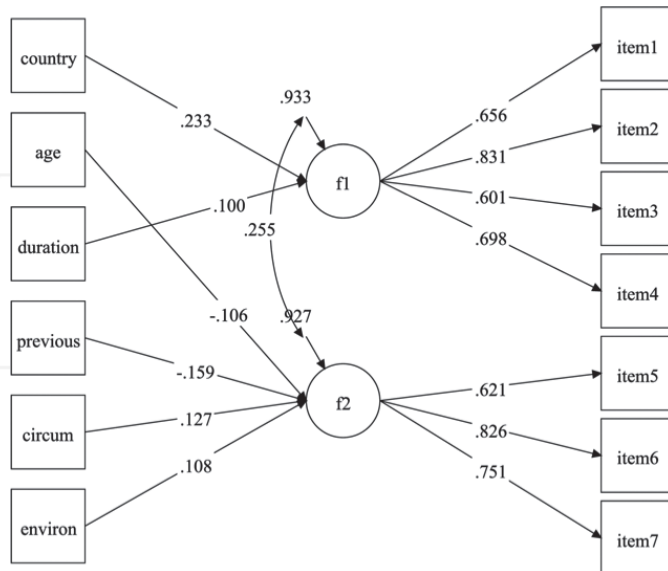 country
age
duration
previous
circum
environ
.233
.100
-.106
-.159
.127
.108
.933
.255
.927
f1
f2
.656
.831
.601
.698
.621
.826
.751
item1
item2
item3
item4
item5
item6
item7